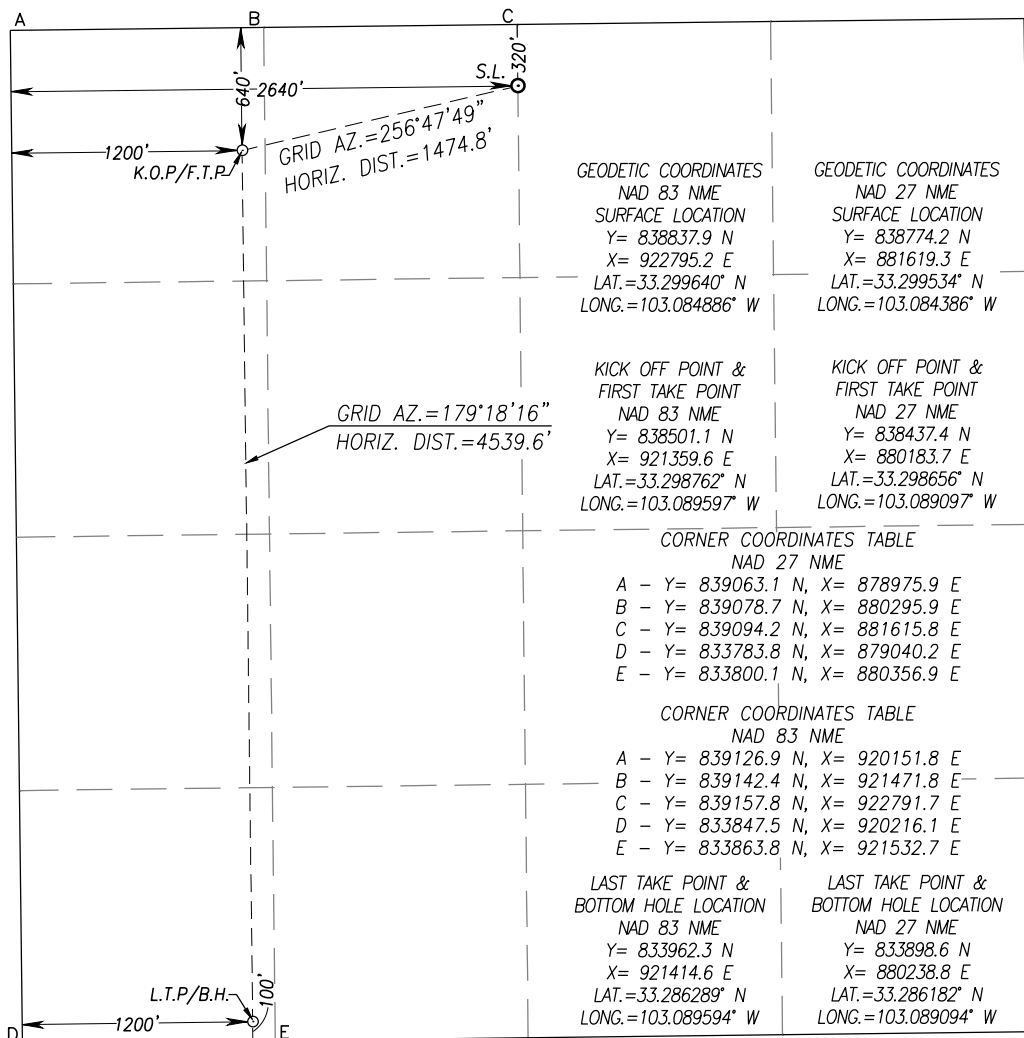 A
B
C
640'
2640'
S.L.
320'
1200'
K.O.P/F.T.P.
GRID AZ.=256°47'49"
HORIZ. DIST.=1474.8'
GEODETIC COORDINATES
NAD 83 NME
SURFACE LOCATION
Y= 838837.9 N
X= 922795.2 E
LAT.=33.299640° N
LONG.=103.084886° W
GEODETIC COORDINATES
NAD 27 NME
SURFACE LOCATION
Y= 838774.2 N
X= 881619.3 E
LAT.=33.299534° N
LONG.=103.084386° W
KICK OFF POINT &
FIRST TAKE POINT
NAD 83 NME
Y= 838501.1 N
X= 921359.6 E
LAT.=33.298762° N
LONG.=103.089597° W
KICK OFF POINT &
FIRST TAKE POINT
NAD 27 NME
Y= 838437.4 N
X= 880183.7 E
LAT.=33.298656° N
LONG.=103.089097° W
GRID AZ.=179°18'16"
HORIZ. DIST.=4539.6'
CORNER COORDINATES TABLE
NAD 27 NME
A - Y= 839063.1 N, X= 878975.9 E
B - Y= 839078.7 N, X= 880295.9 E
C - Y= 839094.2 N, X= 881615.8 E
D - Y= 833783.8 N, X= 879040.2 E
E - Y= 833800.1 N, X= 880356.9 E
CORNER COORDINATES TABLE
NAD 83 NME
A - Y= 839126.9 N, X= 920151.8 E
B - Y= 839142.4 N, X= 921471.8 E
C - Y= 839157.8 N, X= 922791.7 E
D - Y= 833847.5 N, X= 920216.1 E
E - Y= 833863.8 N, X= 921532.7 E
LAST TAKE POINT &
BOTTOM HOLE LOCATION
NAD 83 NME
Y= 833962.3 N
X= 921414.6 E
LAT.=33.286289° N
LONG.=103.089594° W
LAST TAKE POINT &
BOTTOM HOLE LOCATION
NAD 27 NME
Y= 833898.6 N
X= 880238.8 E
LAT.=33.286182° N
LONG.=103.089094° W
L.T.P/B.H.
100'
1200'
D
E